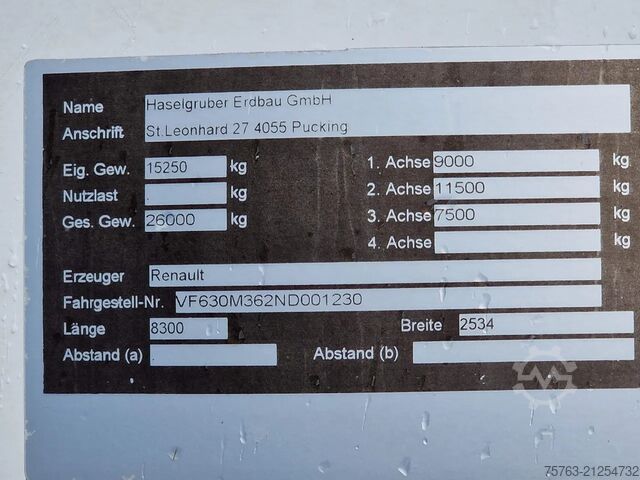 Name Haselgruber Erdbau GmbH
Anschrift St.Leonhard 27 4055 Pucking
Eig. Gew. 15250 kg 1. Achse 9000 kg
Nutzlast kg 2. Achse 11500 kg
Ges. Gew. 26000 kg 3. Achse 7500 kg
4. Achse kg
Erzeuger Renault
Fahrgestell-Nr. VF630M362ND001230
Länge 8300 Breite 2534
Abstand (a) Abstand (b)
75763-21254732